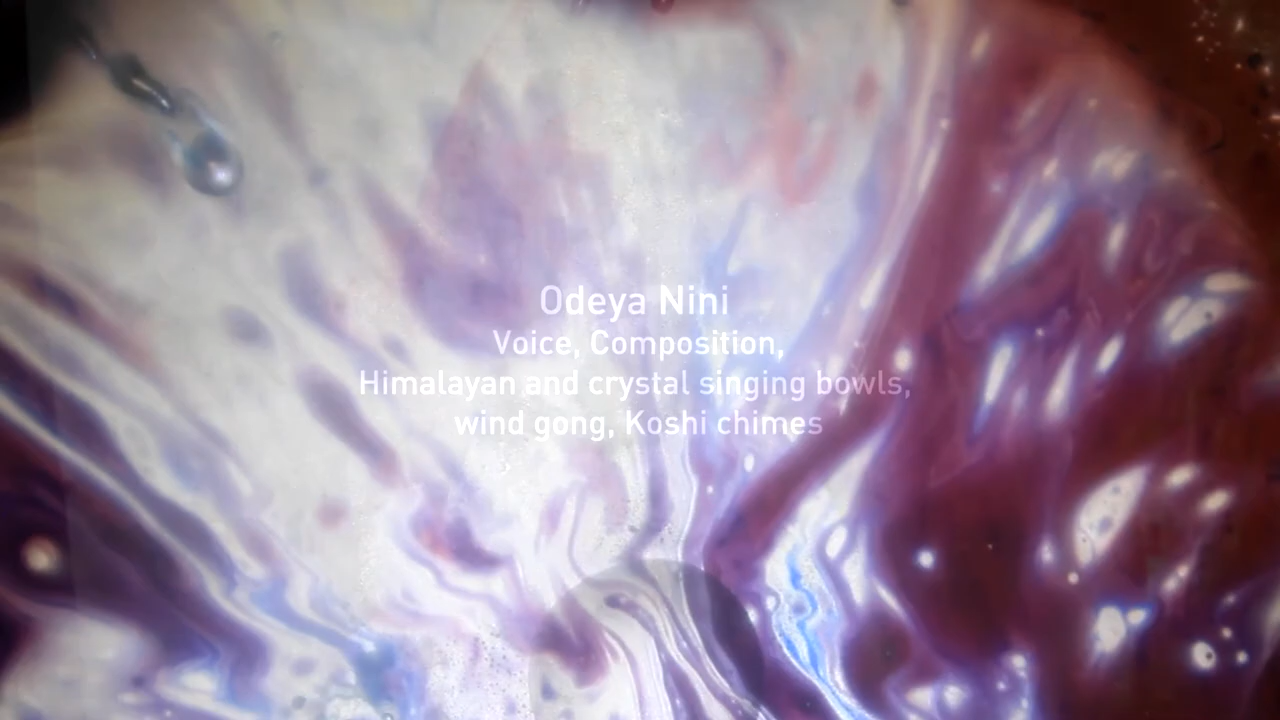 Odeya Nini
Voice, Composition,
Himalayan and crystal singing bowls,
wind gong, Koshi chimes